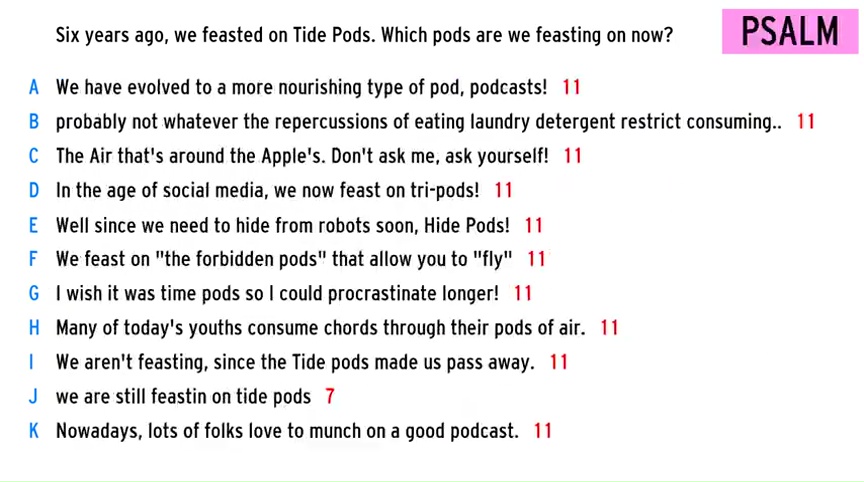 Six years ago, we feasted on Tide Pods. Which pods are we feasting on now?
PSALM
A We have evolved to a more nourishing type of pod, podcasts! 11
B probably not whatever the repercussions of eating laundry detergent restrict consuming.. 11
C The Air that's around the Apple's. Don't ask me, ask yourself! 11
D In the age of social media, we now feast on tri-pods! 11
E Well since we need to hide from robots soon, Hide Pods! 11
F We feast on "the forbidden pods" that allow you to "fly" 11
G I wish it was time pods so I could procrastinate longer! 11
H Many of today's youths consume chords through their pods of air. 11
I We aren't feasting, since the Tide pods made us pass away. 11
J we are still feastin on tide pods 7
K Nowadays, lots of folks love to munch on a good podcast. 11